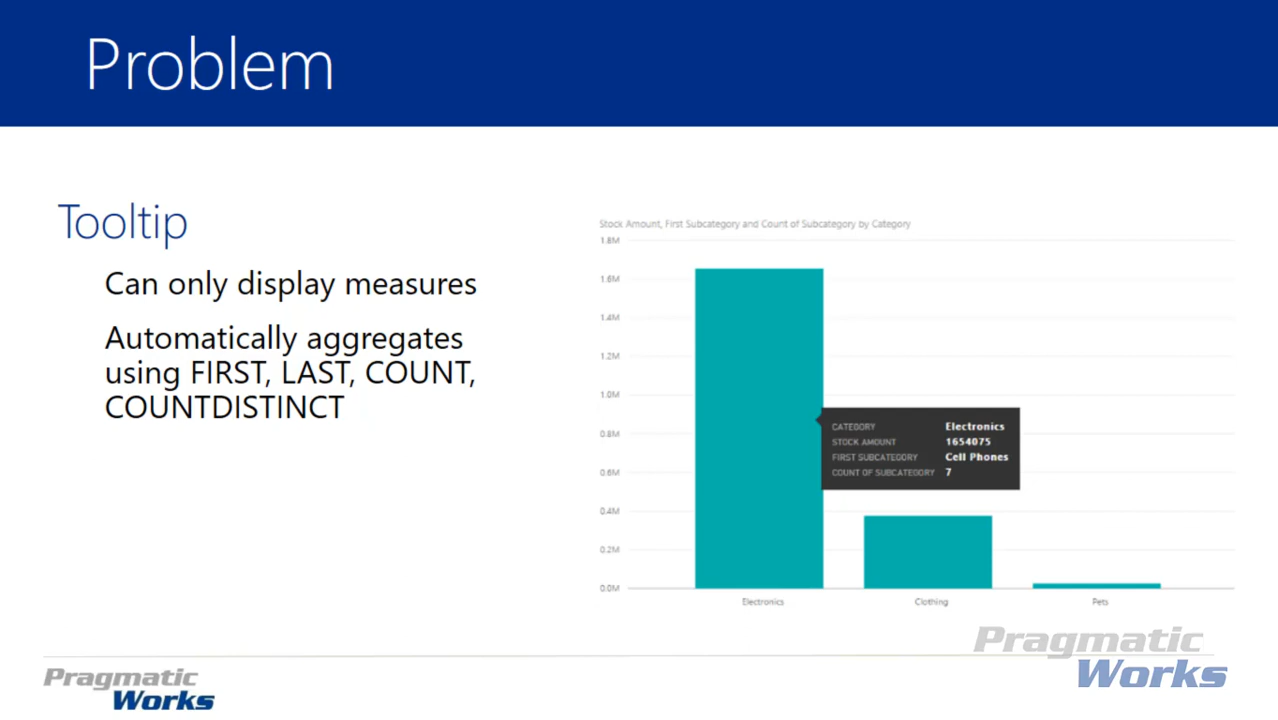 Problem
Tooltip
Can only display measures
Automatically aggregates
using FIRST, LAST, COUNT,
COUNTDISTINCT
Stock Amount, First Subcategory and Count of Subcategory by Category
1.8M
1.6M
1.4M
1.2M
1.0M
0.8M
0.6M
0.4M
0.2M
0.0M
CATEGORY Electronics
STOCK AMOUNT 1654075
FIRST SUBCATEGORY Cell Phones
COUNT OF SUBCATEGORY 7
Electronics Clothing Pets
Pragmatic
Works
Pragmatic
Works